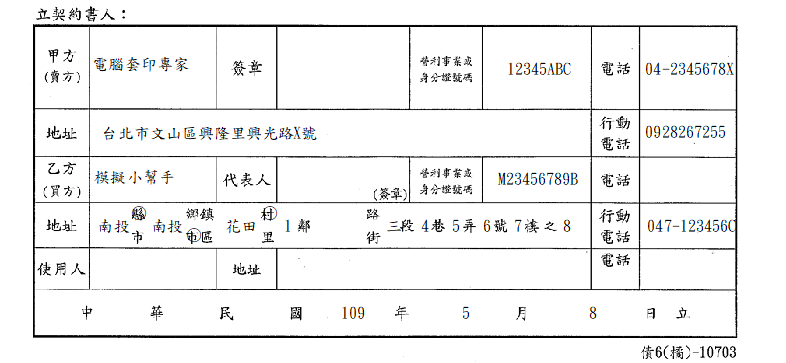 立契約書人：
甲方 (賣方) 電腦套印專家 簽章 營利事業或身分證號碼 12345ABC 電話 04-2345678X
地址 台北市文山區興隆里興光路X號 行動電話 0928267255
乙方 (買方) 模擬小幫手 代表人 (簽章) 營利事業或身分證號碼 M23456789B 電話
地址 南投縣市 南投鄉鎮市區 花田村里 1鄰 路街 三段 4巷 5弄 6號 7樓之8 行動電話 047-123456C
使用人 地址 電話
中華民國 109 年 5 月 8 日 立
債6(橘)-10703